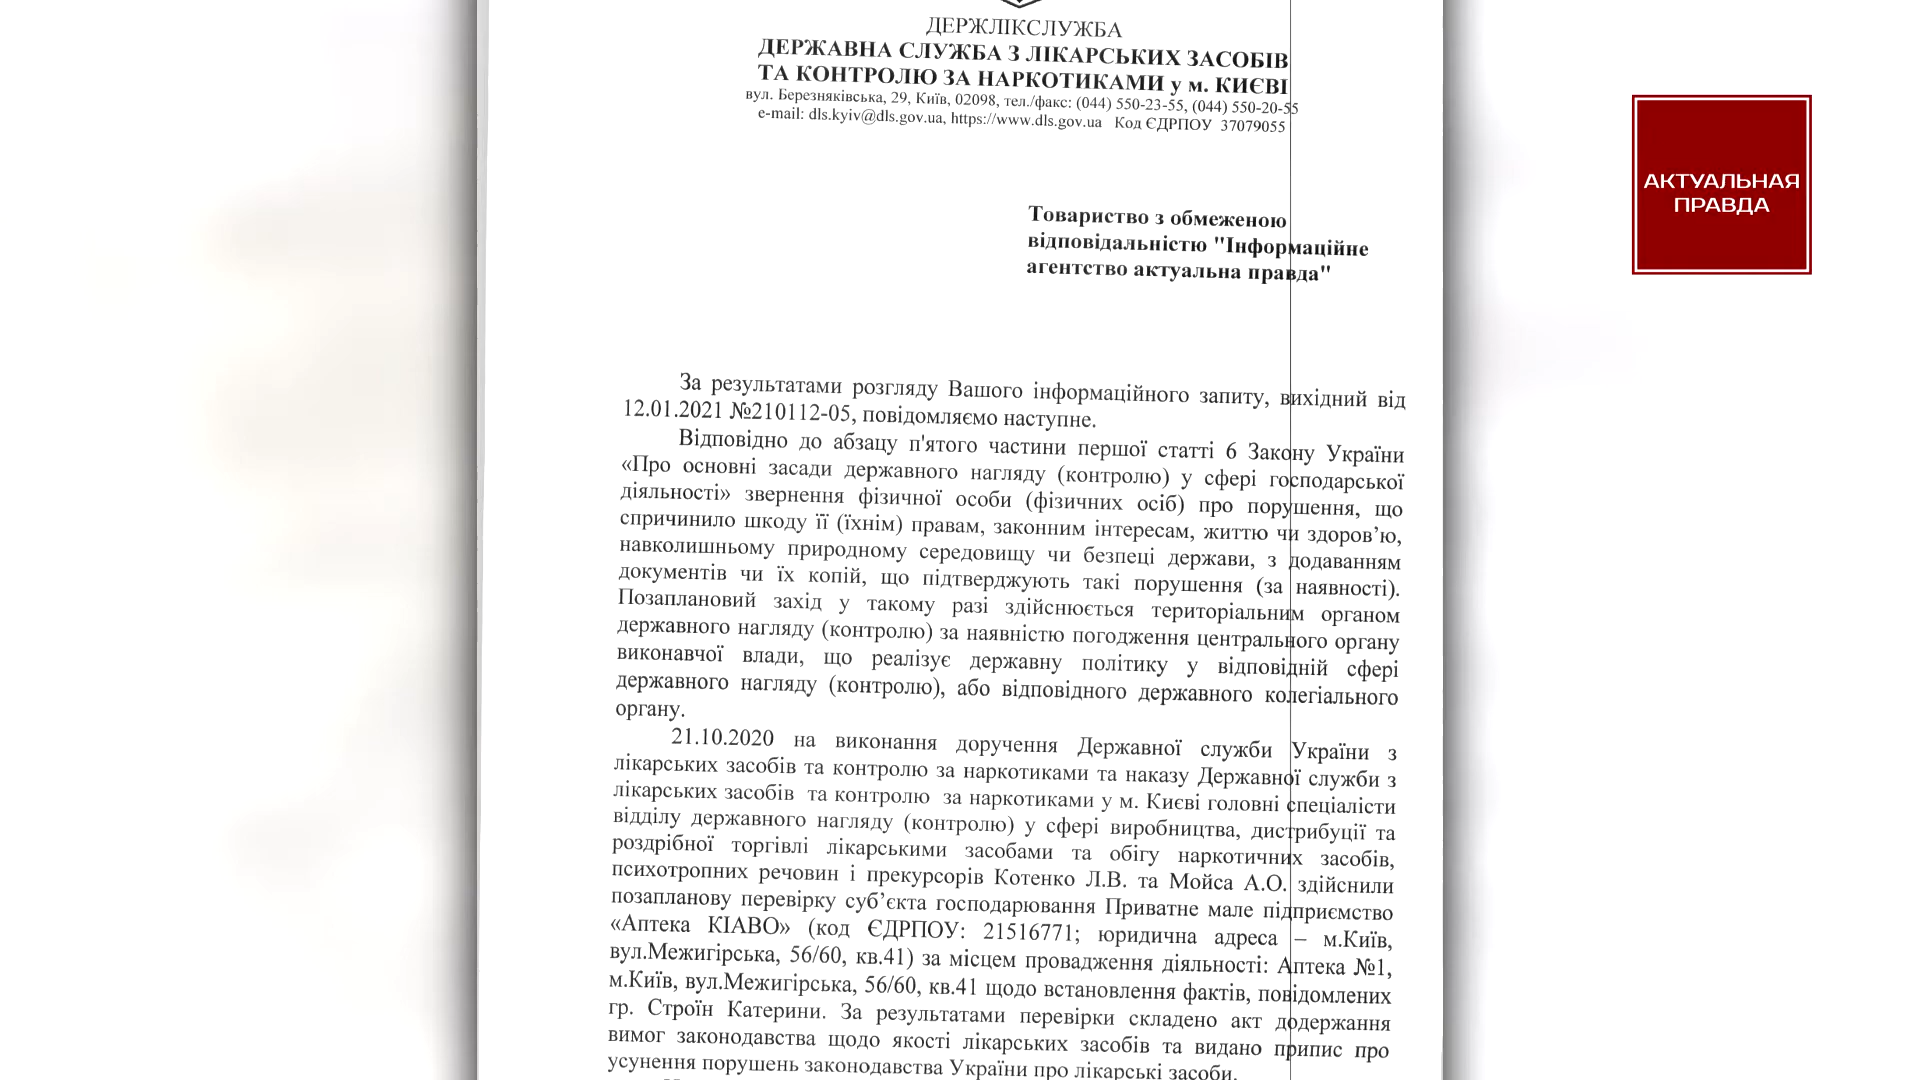 ДЕРЖЛІКСЛУЖБА
ДЕРЖАВНА СЛУЖБА З ЛІКАРСЬКИХ ЗАСОБІВ
ТА КОНТРОЛЮ ЗА НАРКОТИКАМИ у м. КИЄВІ
вул. Березняківська, 29, Київ, 02098, тел./факс: (044) 550-23-55, (044) 550-20-55
e-mail: dls.kyiv@dls.gov.ua, https://www.dls.gov.ua Код ЄДРПОУ 37079055
АКТУАЛЬНАЯ
ПРАВДА
Товариство з обмеженою
відповідальністю "Інформаційне
агентство актуальна правда"
За результатами розгляду Вашого інформаційного запиту, вихідний від
12.01.2021 №210112-05, повідомляємо наступне.
Відповідно до абзацу п'ятого частини першої статті 6 Закону України
«Про основні засади державного нагляду (контролю) у сфері господарської
діяльності» звернення фізичної особи (фізичних осіб) про порушення, що
спричинило шкоду її (їхнім) правам, законним інтересам, життю чи здоров’ю,
навколишньому природному середовищу чи безпеці держави, з додаванням
документів чи їх копій, що підтверджують такі порушення (за наявності).
Позаплановий захід у такому разі здійснюється територіальним органом
державного нагляду (контролю) за наявністю погодження центрального органу
виконавчої влади, що реалізує державну політику у відповідній сфері
державного нагляду (контролю), або відповідного державного колегіального
органу.
21.10.2020 на виконання доручення Державної служби України з
лікарських засобів та контролю за наркотиками та наказу Державної служби з
лікарських засобів та контролю за наркотиками у м. Києві головні спеціалісти
відділу державного нагляду (контролю) у сфері виробництва, дистрибуції та
роздрібної торгівлі лікарськими засобами та обігу наркотичних засобів,
психотропних речовин і прекурсорів Котенко Л.В. та Мойса А.О. здійснили
позапланову перевірку суб’єкта господарювання Приватне мале підприємство
«Аптека КІАВО» (код ЄДРПОУ: 21516771; юридична адреса – м.Київ,
вул.Межигірська, 56/60, кв.41) за місцем провадження діяльності: Аптека №1,
м.Київ, вул.Межигірська, 56/60, кв.41 щодо встановлення фактів, повідомлених
гр. Строїн Катерини. За результатами перевірки складено акт додержання
вимог законодавства щодо якості лікарських засобів та видано припис про
усунення порушень законодавства України про лікарські засоби.